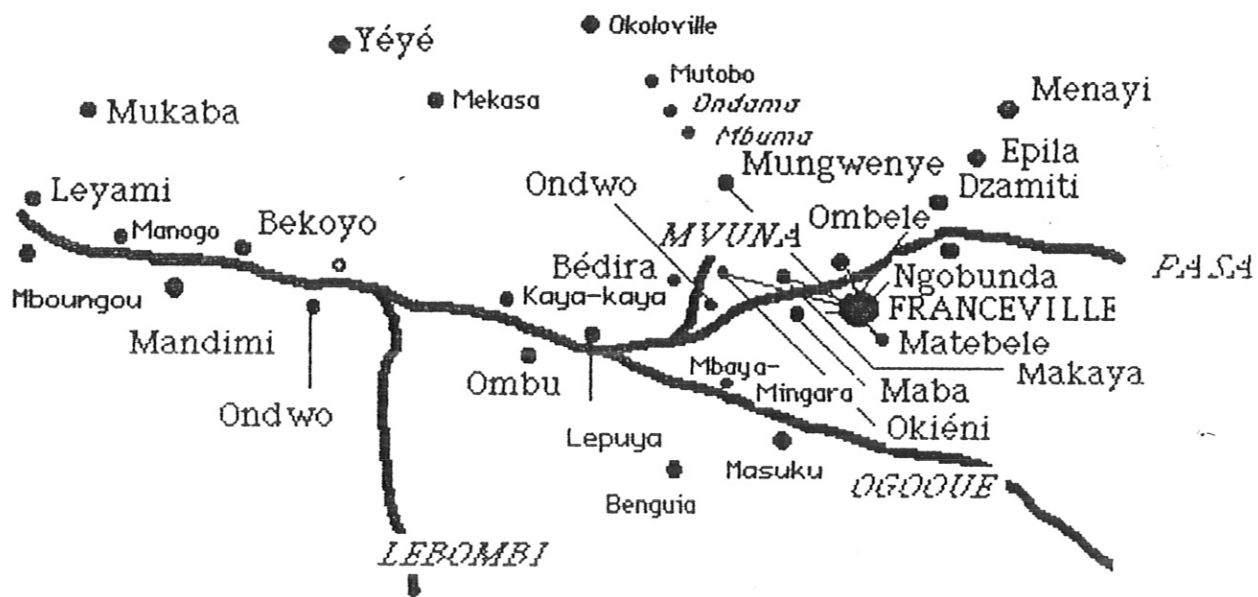 Okoloville
Yéyé
Mutobo
Mekasa
Ondama
Menayi
Mukaba
Mbuma
Epila
Mungwenye
Ondwo
Dzamiti
Leyami
Ombele
Bekoyo
Manogo
MVUNA
PASA
Bédira
Ngobunda
Mboungou
Kaya-kaya
FRANCEVILLE
Mandimi
Matebele
Ombu
Mbaya-
Mingara
Makaya
Maba
Ondwo
Okiéni
Lepuya
Masuku
OGOOUE
Benguia
LEBOMBI